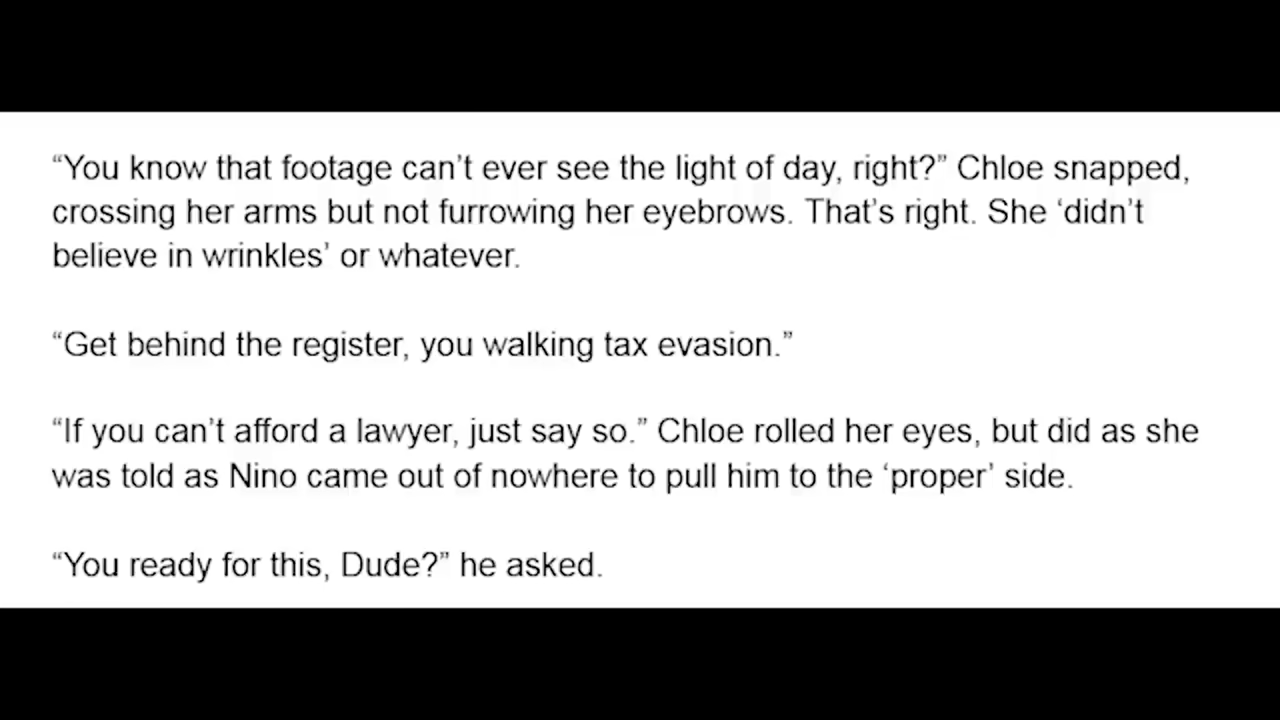 “You know that footage can’t ever see the light of day, right?” Chloe snapped,
crossing her arms but not furrowing her eyebrows. That’s right. She ‘didn’t
believe in wrinkles’ or whatever.
“Get behind the register, you walking tax evasion.”
“If you can’t afford a lawyer, just say so.” Chloe rolled her eyes, but did as she
was told as Nino came out of nowhere to pull him to the ‘proper’ side.
“You ready for this, Dude?” he asked.